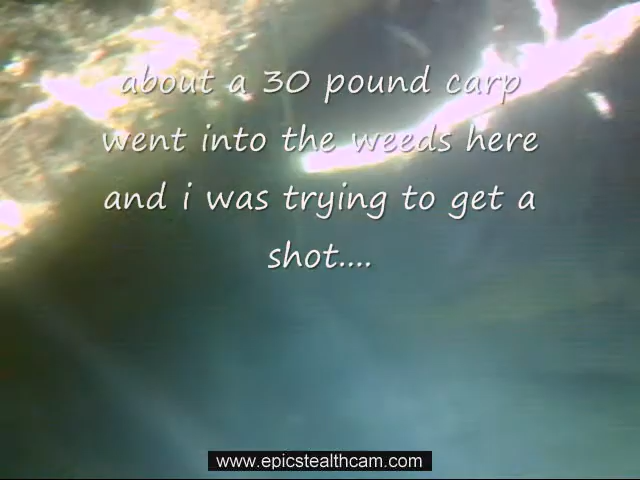 about a 30 pound carp
went into the weeds here
and i was trying to get a
shot....
www.epicstealthcam.com